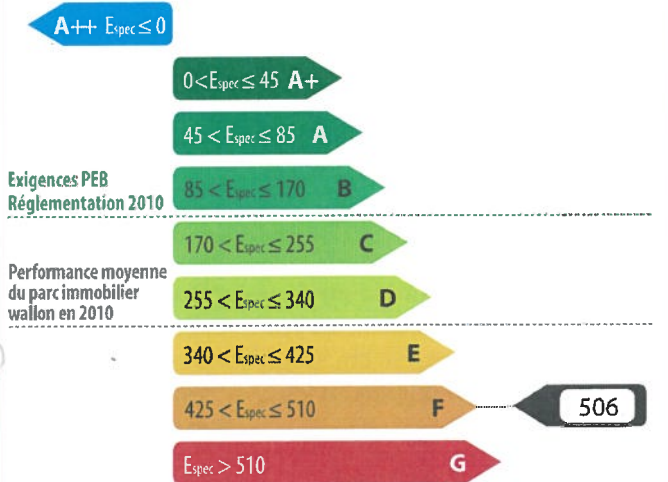 A++ Espec ≤ 0
0 < Espec ≤ 45 A+
45 < Espec ≤ 85 A
Exigences PEB
Réglementation 2010
85 < Espec ≤ 170 B
170 < Espec ≤ 255 C
Performance moyenne
du parc immobilier
wallon en 2010
255 < Espec ≤ 340 D
340 < Espec ≤ 425 E
425 < Espec ≤ 510 F
506
Espec > 510 G